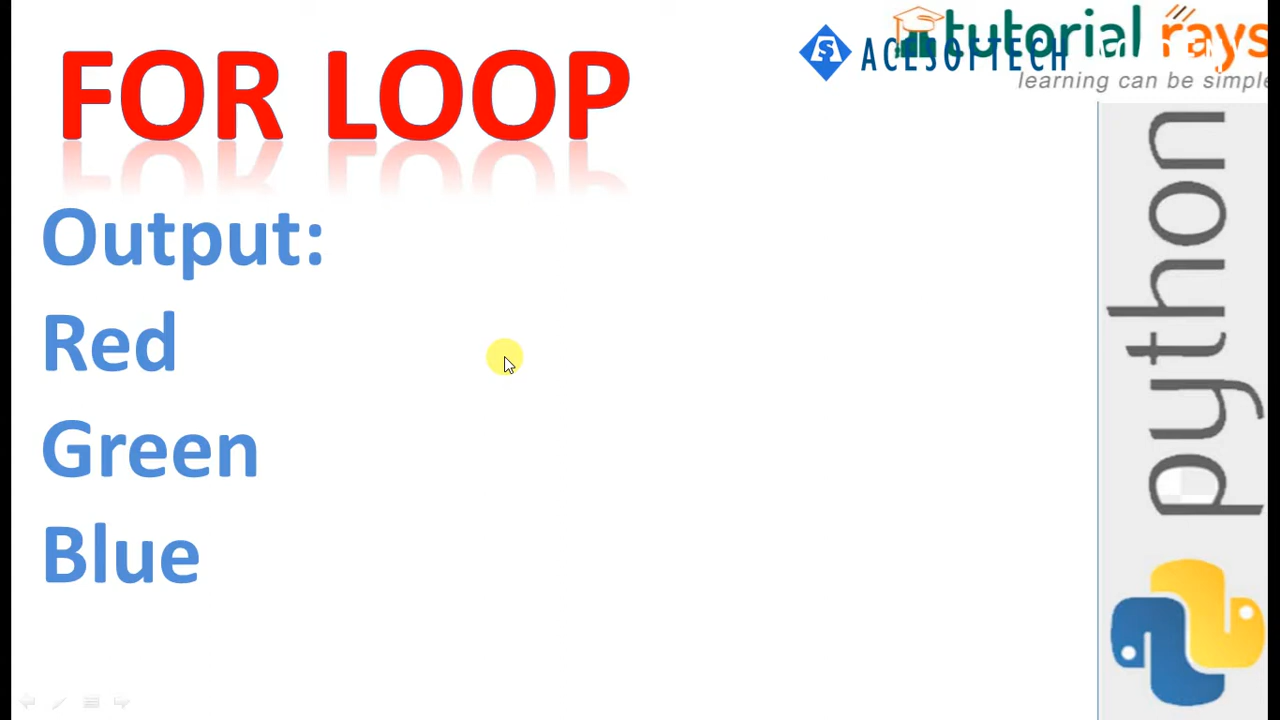 FOR LOOP
tutorial rays
ACESOFTECH
learning can be simple
Output:
Red
Green
Blue
python